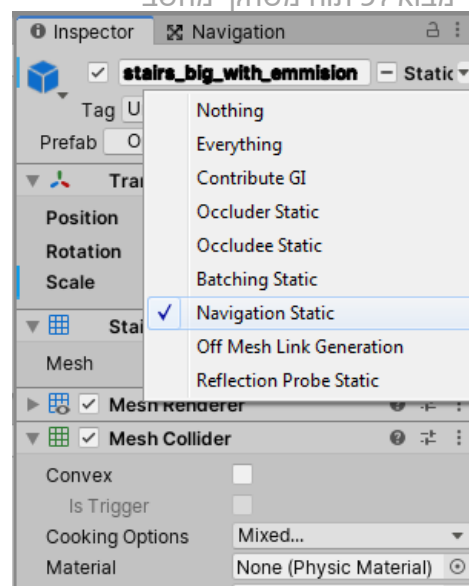 Inspector Navigation
stairs_big_with_emmision Static
Tag U
Nothing
Prefab O
Everything
Contribute GI
Position
Occluder Static
Rotation
Occludee Static
Scale
Batching Static
Navigation Static
Off Mesh Link Generation
Mesh
Reflection Probe Static
Mesh Renderer
Mesh Collider
Convex
Is Trigger
Cooking Options Mixed...
Material None (Physic Material)